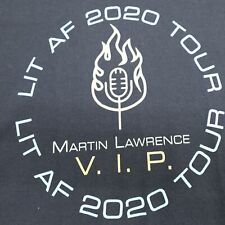 LIT AF 2020 TOUR
MARTIN LAWRENCE
V. I. P.
LIT AF 2020 TOUR